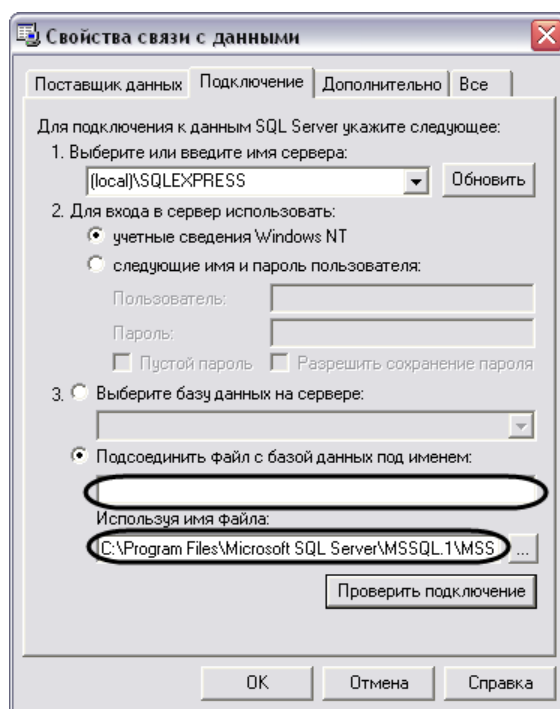 Свойства связи с данными
Поставщик данных Подключение Дополнительно Все
Для подключения к данным SQL Server укажите следующее:
1. Выберите или введите имя сервера:
(local)\SQLEXPRESS Обновить
2. Для входа в сервер использовать:
учетные сведения Windows NT
следующие имя и пароль пользователя:
Пользователь:
Пароль:
Пустой пароль Разрешить сохранение пароля
3. Выберите базу данных на сервере:
Подсоединить файл с базой данных под именем:
Используя имя файла:
C:\Program Files\Microsoft SQL Server\MSSQL.1\MSS ...
Проверить подключение
OK Отмена Справка